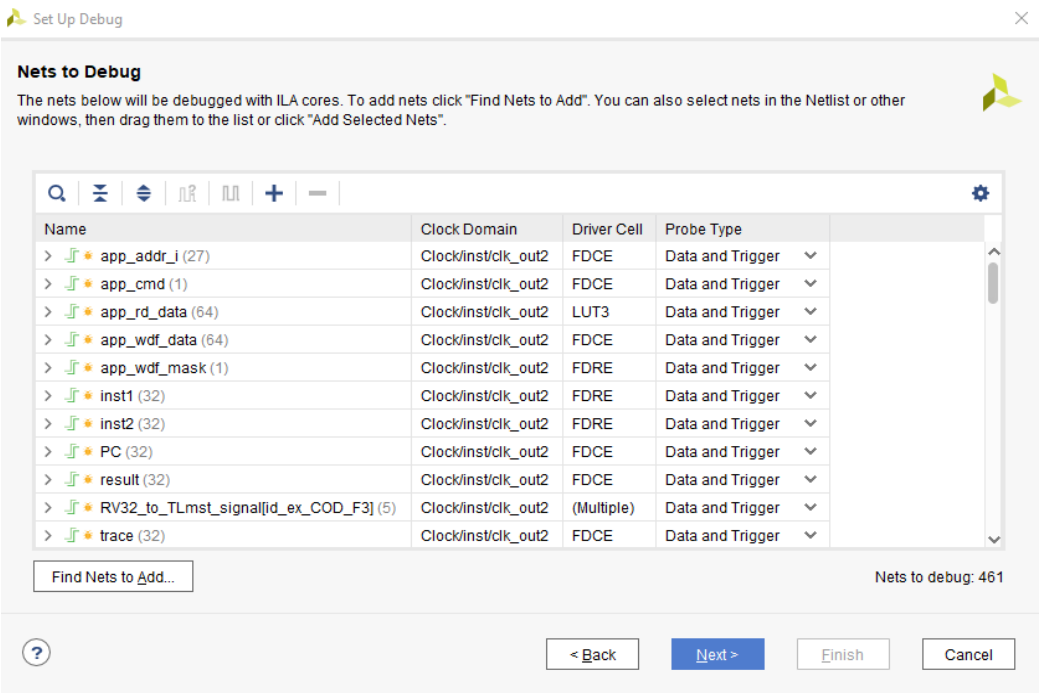 Set Up Debug
Nets to Debug
The nets below will be debugged with ILA cores. To add nets click "Find Nets to Add". You can also select nets in the Netlist or other
windows, then drag them to the list or click "Add Selected Nets".
Name Clock Domain Driver Cell Probe Type
app_addr_i (27) Clock/inst/clk_out2 FDCE Data and Trigger
app_cmd (1) Clock/inst/clk_out2 FDCE Data and Trigger
app_rd_data (64) Clock/inst/clk_out2 LUT3 Data and Trigger
app_wdf_data (64) Clock/inst/clk_out2 FDCE Data and Trigger
app_wdf_mask (1) Clock/inst/clk_out2 FDRE Data and Trigger
inst1 (32) Clock/inst/clk_out2 FDRE Data and Trigger
inst2 (32) Clock/inst/clk_out2 FDRE Data and Trigger
PC (32) Clock/inst/clk_out2 FDCE Data and Trigger
result (32) Clock/inst/clk_out2 FDCE Data and Trigger
RV32_to_TLmst_signal[id_ex_COD_F3] (5) Clock/inst/clk_out2 (Multiple) Data and Trigger
trace (32) Clock/inst/clk_out2 FDCE Data and Trigger
Find Nets to Add... Nets to debug: 461
? < Back Next > Finish Cancel